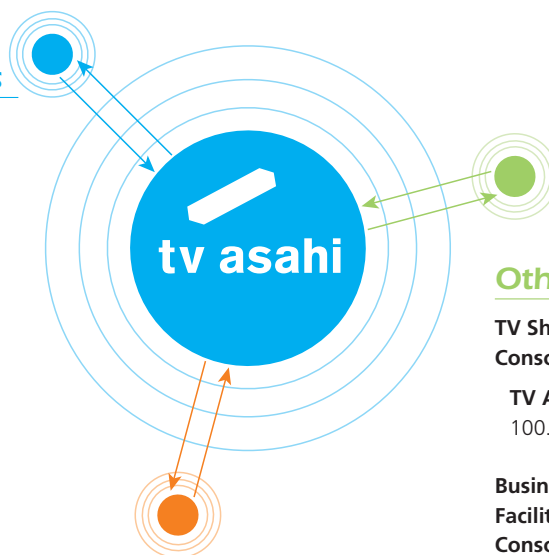 s
tv asahi
Oth
TV Sh
Conso
TV A
100.
Busin
Facilit
Conso